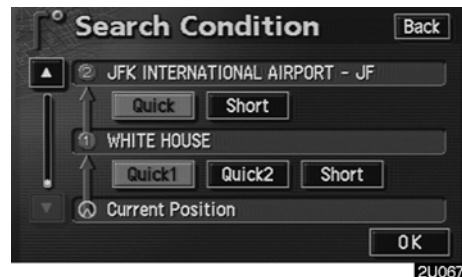 Search Condition Back
② JFK INTERNATIONAL AIRPORT - JF
Quick Short
① WHITE HOUSE
Quick1 Quick2 Short
Current Position
OK
2U067